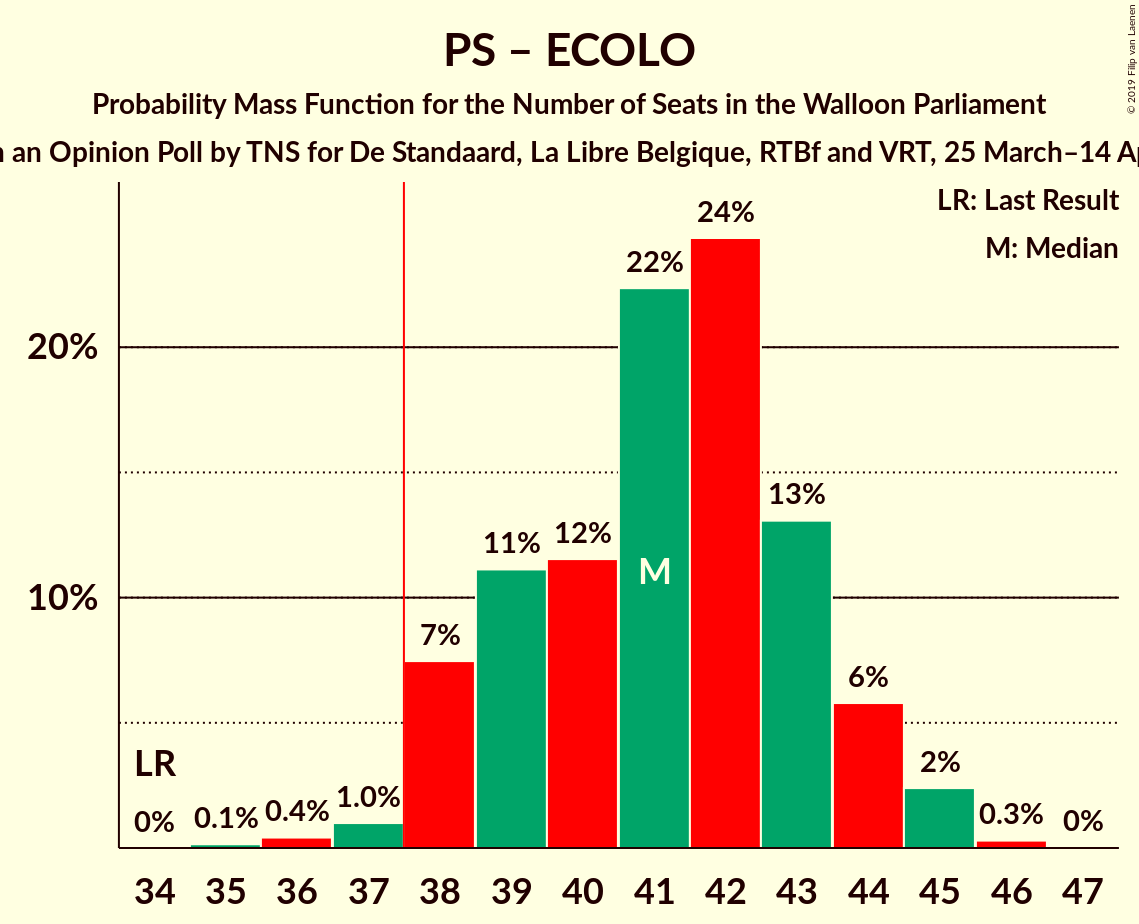 PS – ECOLO
Probability Mass Function for the Number of Seats in the Walloon Parliament
an Opinion Poll by TNS for De Standaard, La Libre Belgique, RTBf and VRT, 25 March–14
© 2019 Filip van Laenen
LR: Last Result
M: Median
24%
22%
20%
13%
12%
11%
M
10%
7%
6%
LR
2%
1.0%
0.4%
0.3%
0.1%
0%
0%
34 35 36 37 38 39 40 41 42 43 44 45 46 47